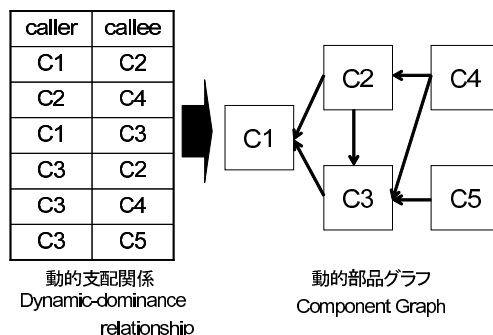 caller callee
C1 C2
C2 C4
C1 C3
C3 C2
C3 C4
C3 C5
動的支配関係
Dynamic-dominance
relationship
C2 C4
C1
C3 C5
動的部品グラフ
Component Graph